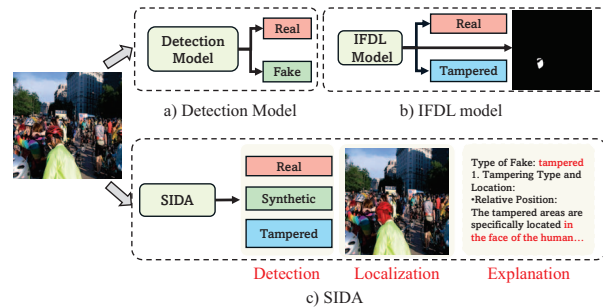 Detection
Model
Real
Fake
a) Detection Model
IFDL
Model
Real
Tampered
b) IFDL model
SIDA
Real
Synthetic
Tampered
Detection
Localization
Type of Fake: tampered
1. Tampering Type and
Location:
•Relative Position:
The tampered areas are
specifically located in
in the face of the human...
Explanation
c) SIDA